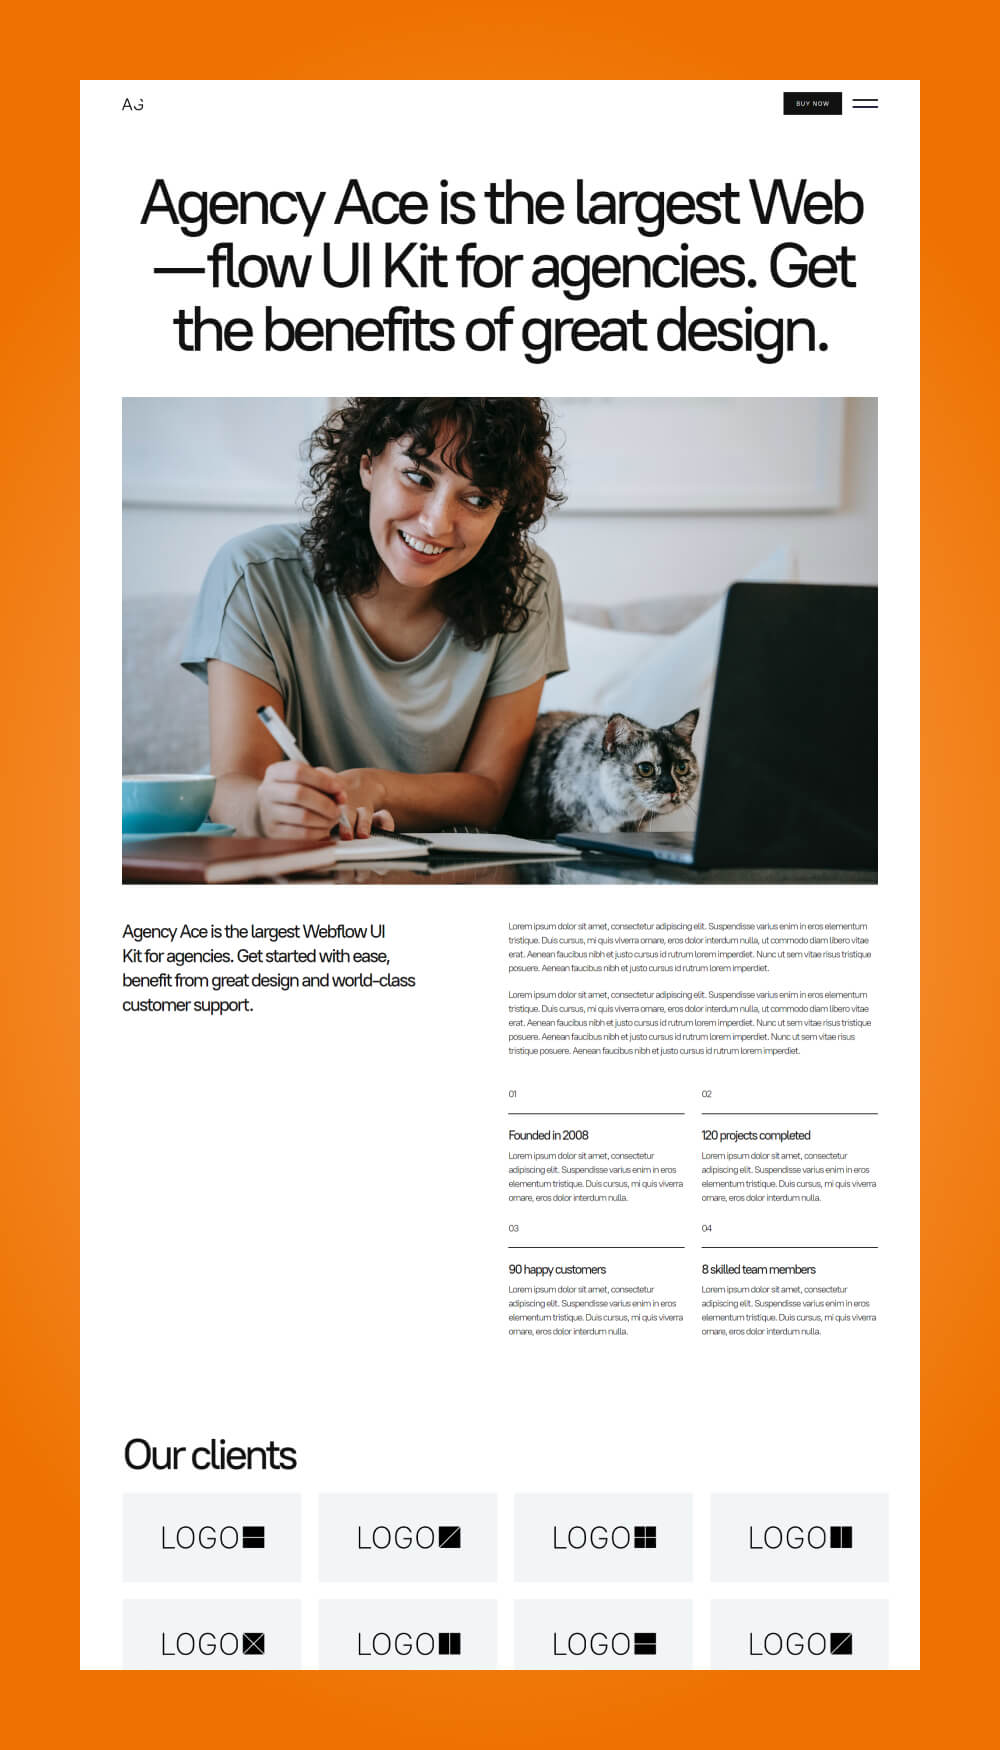 AG
BUY NOW
Agency Ace is the largest Web
—flow UI Kit for agencies. Get
the benefits of great design.
Agency Ace is the largest Webflow UI
Kit for agencies. Get started with ease,
benefit from great design and world-class
customer support.
Lorem ipsum dolor sit amet, consectetur adipiscing elit. Suspendisse varius enim in eros elementum
tristique. Duis cursus, mi quis viverra ornare, eros dolor interdum nulla, ut commodo diam libero vitae
erat. Aenean faucibus nibh et justo cursus id rutrum lorem imperdiet. Nunc ut sem vitae risus tristique
posuere. Aenean faucibus nibh et justo cursus id rutrum lorem imperdiet.
Lorem ipsum dolor sit amet, consectetur adipiscing elit. Suspendisse varius enim in eros elementum
tristique. Duis cursus, mi quis viverra ornare, eros dolor interdum nulla, ut commodo diam libero vitae
erat. Aenean faucibus nibh et justo cursus id rutrum lorem imperdiet. Nunc ut sem vitae risus tristique
posuere. Aenean faucibus nibh et justo cursus id rutrum lorem imperdiet. Nunc ut sem vitae risus
tristique posuere. Aenean faucibus nibh et justo cursus id rutrum lorem imperdiet.
01
Founded in 2008
Lorem ipsum dolor sit amet, consectetur
adipiscing elit. Suspendisse varius enim in eros
elementum tristique. Duis cursus, mi quis viverra
ornare, eros dolor interdum nulla.
02
120 projects completed
Lorem ipsum dolor sit amet, consectetur
adipiscing elit. Suspendisse varius enim in eros
elementum tristique. Duis cursus, mi quis viverra
ornare, eros dolor interdum nulla.
03
90 happy customers
Lorem ipsum dolor sit amet, consectetur
adipiscing elit. Suspendisse varius enim in eros
elementum tristique. Duis cursus, mi quis viverra
ornare, eros dolor interdum nulla.
04
8 skilled team members
Lorem ipsum dolor sit amet, consectetur
adipiscing elit. Suspendisse varius enim in eros
elementum tristique. Duis cursus, mi quis viverra
ornare, eros dolor interdum nulla.
Our clients
LOGO
LOGO
LOGO
LOGO
LOGO
LOGO
LOGO
LOGO